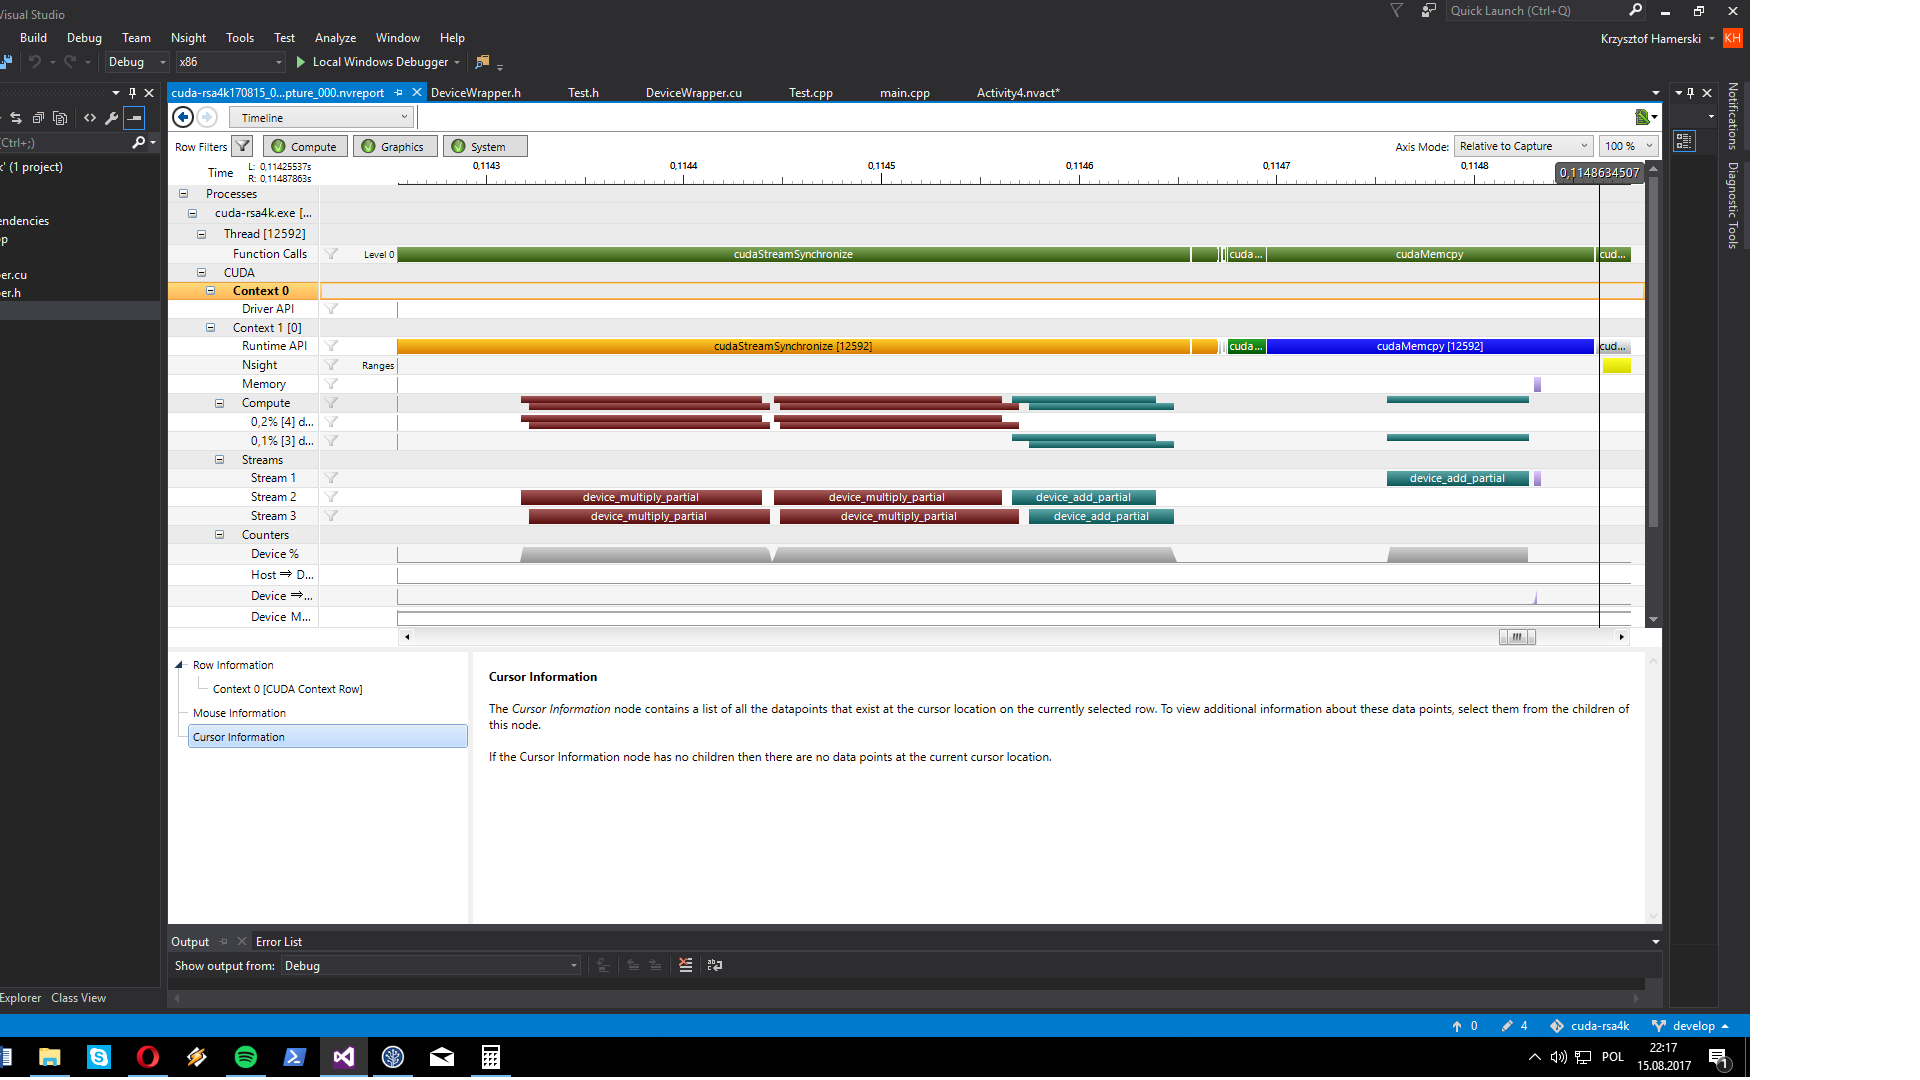 Visual Studio
Quick Launch (Ctrl+Q)
Build Debug Team Nsight Tools Test Analyze Window Help
Krzysztof Hamerski KH
Debug x86 Local Windows Debugger
cuda-rsa4k170815_0...pture_000.nvreport DeviceWrapper.h Test.h DeviceWrapper.cu Test.cpp main.cpp Activity4.nvact*
Timeline
(Ctrl+;)
Row Filters Compute Graphics System Axis Mode: Relative to Capture 100 %
k' (1 project)
Time L: 0,11425537s
R: 0,11487863s
0,1143 0,1144 0,1145 0,1146 0,1147 0,1148 0,1148634507
Processes
cuda-rsa4k.exe [...
endencies
Thread [12592]
pp
Function Calls Level 0 cudaStreamSynchronize cuda... cudaMemcpy cud...
CUDA
per.cu
Context 0
per.h
Driver API
Context 1 [0]
Runtime API cudaStreamSynchronize [12592] cuda... cudaMemcpy [12592] cud...
Nsight Ranges
Memory
Compute
0,2% [4] d...
0,1% [3] d...
Streams
Stream 1 device_add_partial
Stream 2 device_multiply_partial device_multiply_partial device_add_partial
Stream 3 device_multiply_partial device_multiply_partial device_add_partial
Counters
Device %
Host ⇒ D...
Device ⇒...
Device M...
Row Information
Context 0 [CUDA Context Row]
Mouse Information
Cursor Information
Cursor Information
The Cursor Information node contains a list of all the datapoints that exist at the cursor location on the currently selected row. To view additional information about these data points, select them from the children of
this node.
If the Cursor Information node has no children then there are no data points at the current cursor location.
Notifications
Diagnostic Tools
Output Error List
Show output from: Debug
Explorer Class View
0 4 cuda-rsa4k develop
POL 22:17
15.08.2017
1